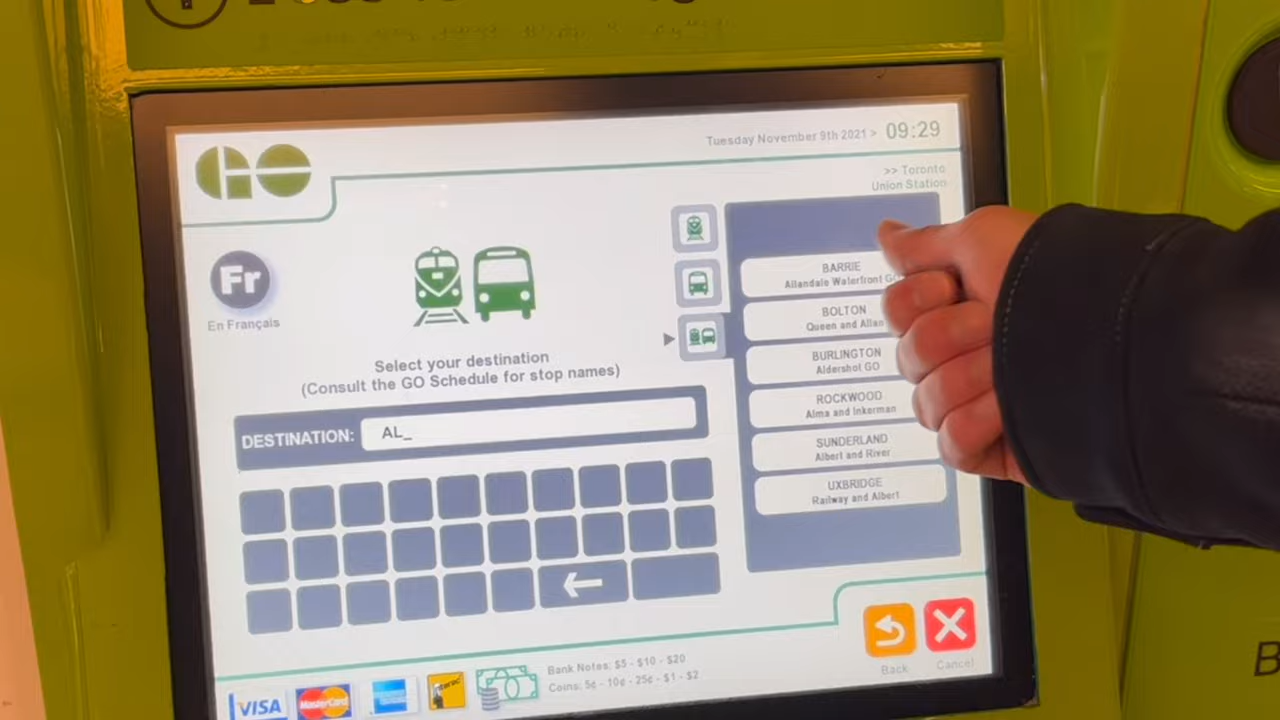 Tuesday November 9th 2021 > 09:29
GO
>> Toronto
Union Station
Fr
En Français
Select your destination
(Consult the GO Schedule for stop names)
DESTINATION: AL_
BARRIE
Allandale Waterfront GO
BOLTON
Queen and Allan
BURLINGTON
Aldershot GO
ROCKWOOD
Alma and Inkerman
SUNDERLAND
Albert and River
UXBRIDGE
Railway and Albert
Back
Cancel
VISA
MasterCard
Interac
Bank Notes: $5 - $10 - $20
Coins: 5¢ - 10¢ - 25¢ - $1 - $2
B